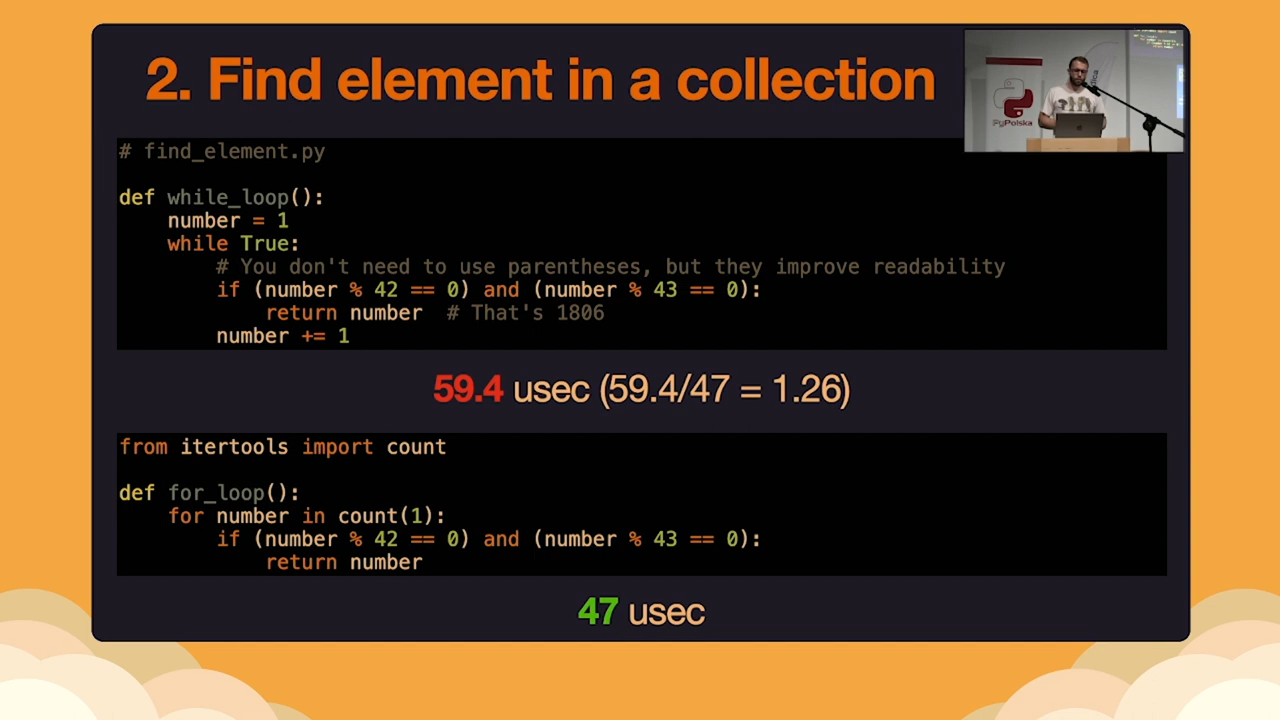 2. Find element in a collection
# find_element.py
def while_loop():
    number = 1
    while True:
        # You don't need to use parentheses, but they improve readability
        if (number % 42 == 0) and (number % 43 == 0):
            return number  # That's 1806
        number += 1
59.4 usec (59.4/47 = 1.26)
from itertools import count
def for_loop():
    for number in count(1):
        if (number % 42 == 0) and (number % 43 == 0):
            return number
47 usec
PyPolska